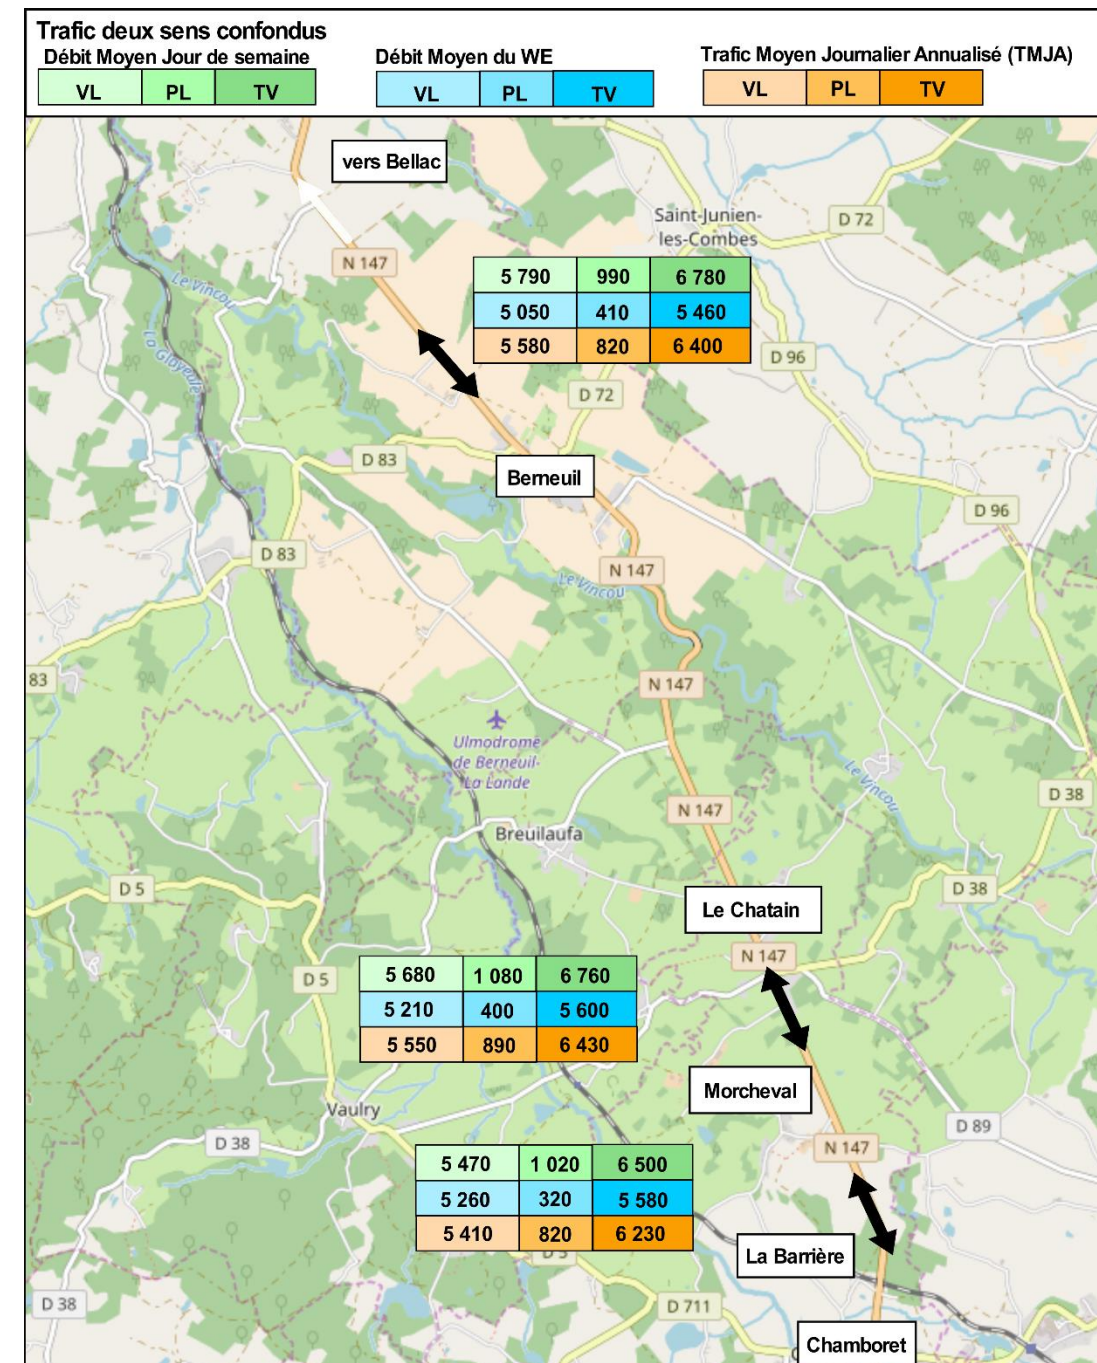 Trafic deux sens confondus
Débit Moyen Jour de semaine
VL PL TV
Débit Moyen du WE
VL PL TV
Trafic Moyen Journalier Annualisé (TMJA)
VL PL TV
vers Bellac
Saint-Junien-
les-Combes
D 72
N 147
Le Vincou
La Glayeule
5 790 990 6 780
5 050 410 5 460
5 580 820 6 400
D 96
D 72
D 83
Berneuil
D 96
D 83
N 147
Le Vincou
83
N 147
Ulmodrome
de Berneuil-
La Lande
Le Vincou
D 38
N 147
Breuilaufa
D 5
D 38
Le Chatain
N 147
D 5
5 680 1 080 6 760
5 210 400 5 600
5 550 890 6 430
Morcheval
Vaulry
D 38
D 89
N 147
5 470 1 020 6 500
5 260 320 5 580
5 410 820 6 230
D 5
La Barrière
D 38
D 711
Chamboret